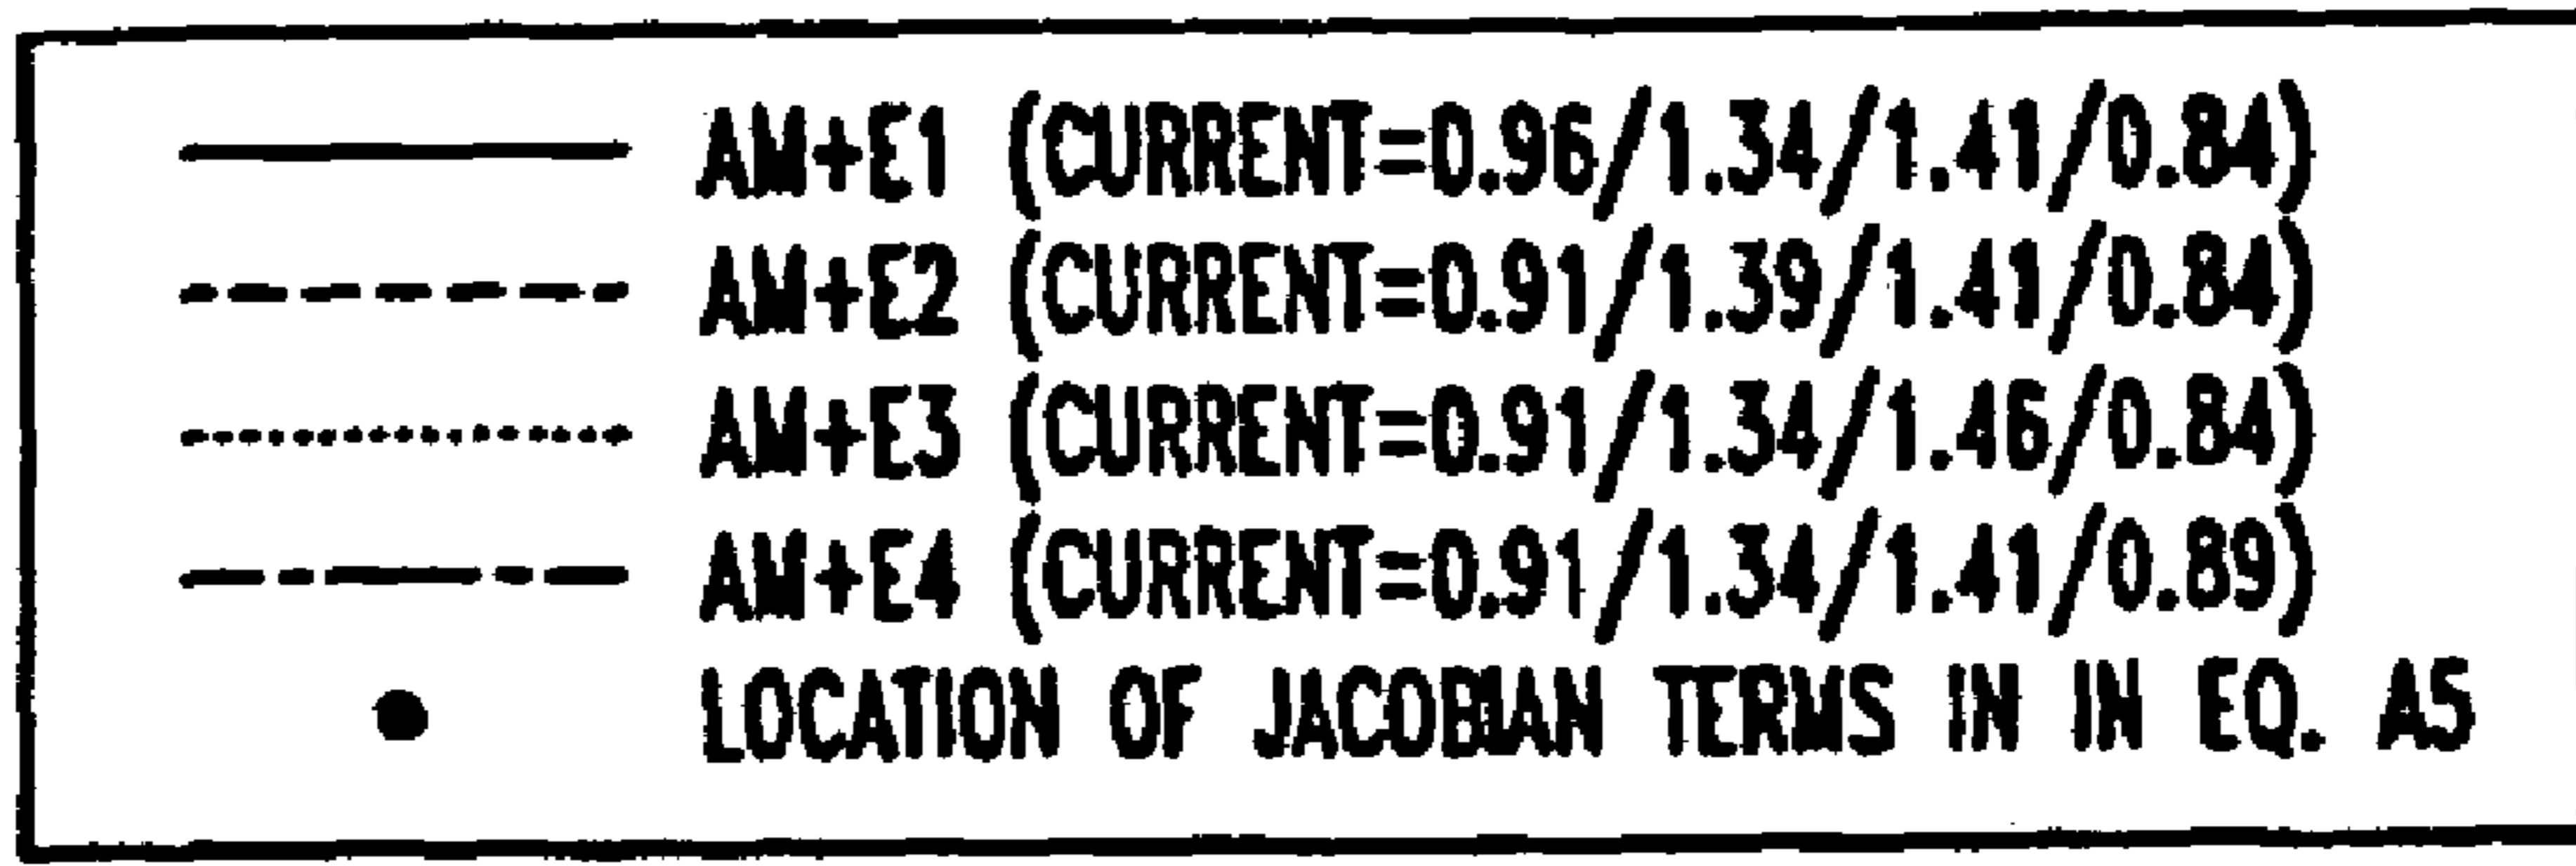 AM+E1 (CURRENT=0.96/1.34/1.41/0.84)
AM+E2 (CURRENT=0.91/1.39/1.41/0.84)
AM+E3 (CURRENT=0.91/1.34/1.46/0.84)
AM+E4 (CURRENT=0.91/1.34/1.41/0.89)
LOCATION OF JACOBIAN TERMS IN IN EQ. A5